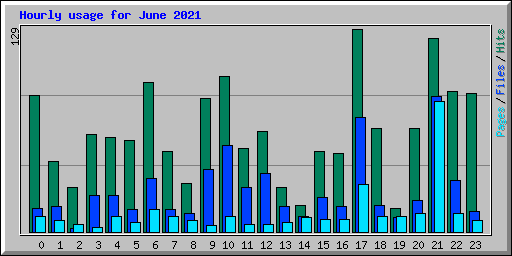 Hourly usage for June 2021
129
Pages/Files/Hits
0 1 2 3 4 5 6 7 8 9 10 11 12 13 14 15 16 17 18 19 20 21 22 23